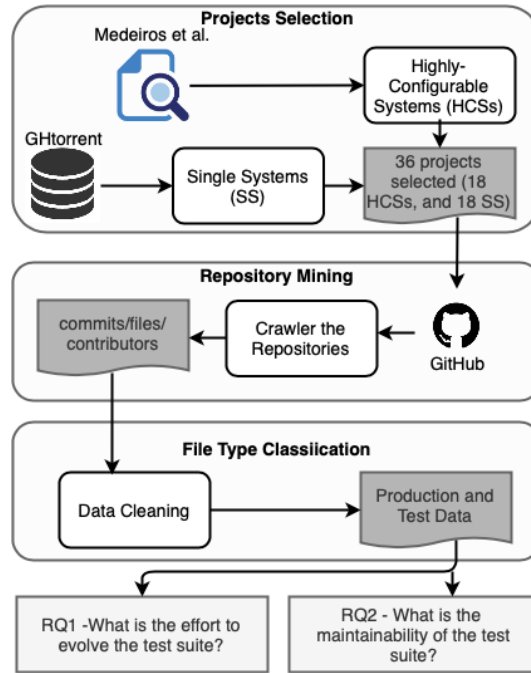 Projects Selection
Medeiros et al.
Highly-
Configurable
Systems (HCSs)
GHtorrent
Single Systems
(SS)
36 projects
selected (18
HCSs, and 18 SS)
Repository Mining
commits/files/
contributors
Crawler the
Repositories
GitHub
File Type Classiication
Data Cleaning
Production and
Test Data
RQ1 -What is the effort to
evolve the test suite?
RQ2 - What is the
maintainability of the test
suite?